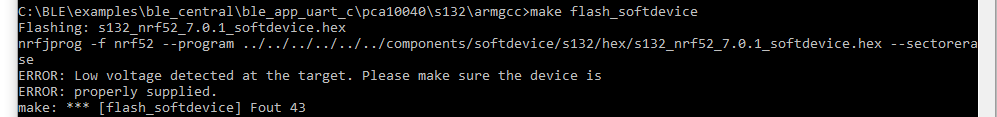 C:\BLE\examples\ble_central\ble_app_uart_c\pca10040\s132\armgcc>make flash_softdevice
Flashing: s132_nrf52_7.0.1_softdevice.hex
nrfjprog -f nrf52 --program ../../../../../../components/softdevice/s132/hex/s132_nrf52_7.0.1_softdevice.hex --sectorera
se
ERROR: Low voltage detected at the target. Please make sure the device is
ERROR: properly supplied.
make: *** [flash_softdevice] Fout 43